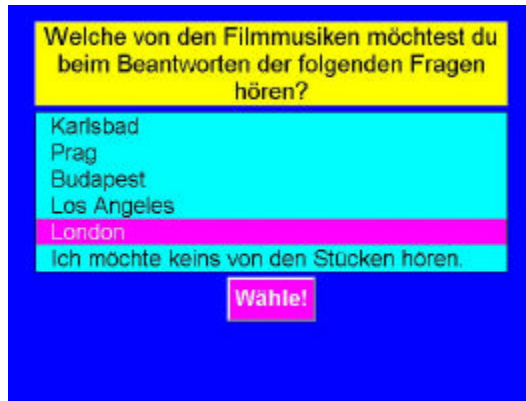 Welche von den Filmmusiken möchtest du
beim Beantworten der folgenden Fragen
hören?
Karlsbad
Prag
Budapest
Los Angeles
London
Ich möchte keins von den Stücken hören.
Wähle!